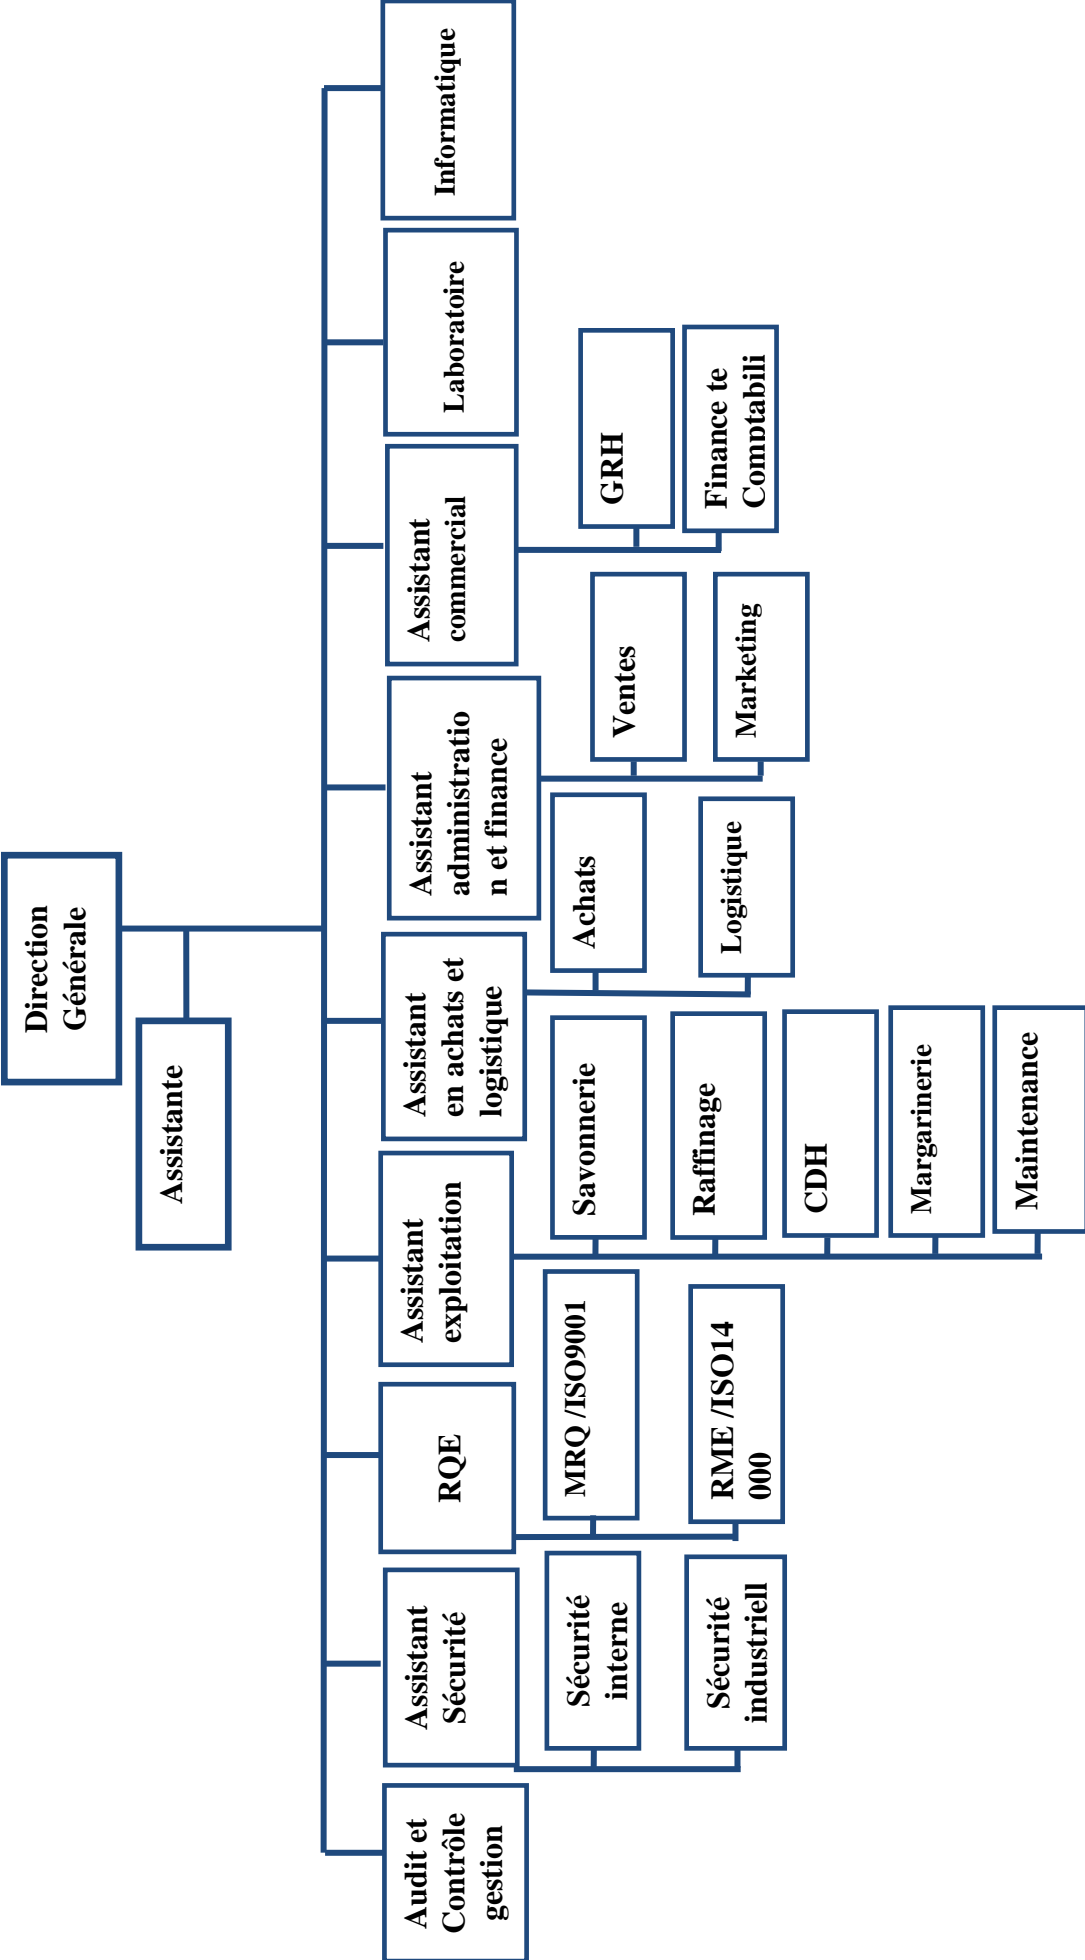 Direction
Générale
Assistante
Audit et
Contrôle
gestion
Assistant
Sécurité
RQE
Assistant
exploitation
Assistant
en achats et
logistique
Assistant
administratio
n et finance
Assistant
commercial
Laboratoire
Informatique
Sécurité
interne
Sécurité
industriell
MRQ /ISO9001
RME /ISO14
000
Savonnerie
Raffinage
CDH
Margarinerie
Maintenance
Achats
Logistique
Ventes
Marketing
GRH
Finance te
Comptabili